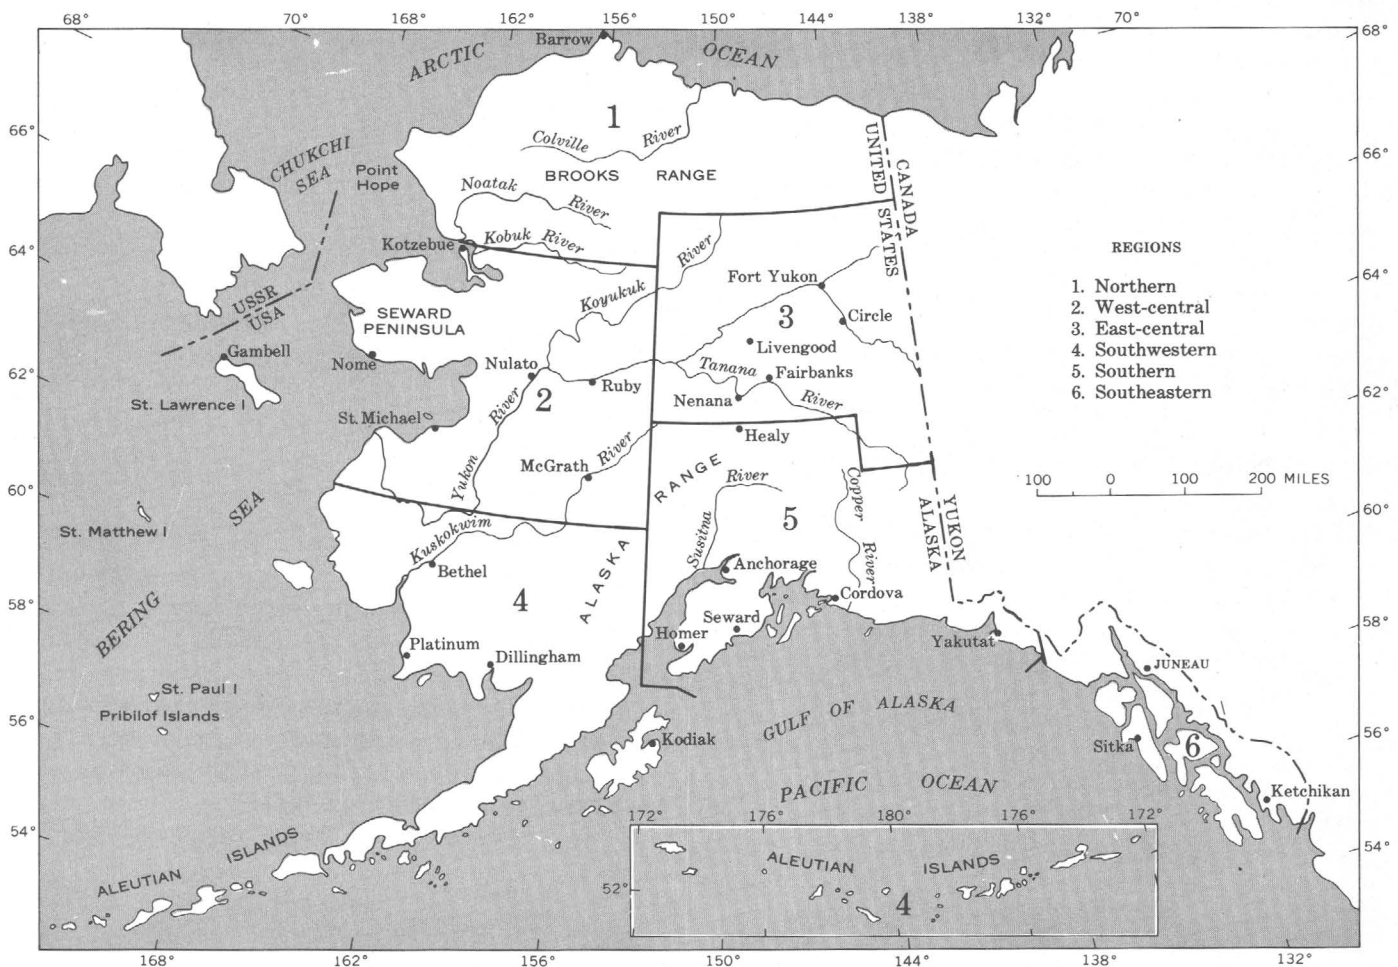 68° 70° 168° 162° 156° 150° 144° 138° 132° 70°
68°
Barrow
ARCTIC OCEAN
66°
1
Colville River
UNITED STATES
CANADA
66°
CHUKCHI SEA
Point Hope
BROOKS RANGE
Noatak River
64°
Kotzebue
Kobuk River
River
REGIONS
1. Northern
2. West-central
3. East-central
4. Southwestern
5. Southern
6. Southeastern
64°
USSR
USA
Koyukuk
Fort Yukon
SEWARD PENINSULA
3
Circle
Gambell
Nome
Livengood
62°
Nulato
Ruby
Tanana River
Fairbanks
62°
St. Lawrence I
2
Nenana
St. Michael
River
Healy
McGrath
River
Yukon
RANGE
River
Copper River
100 0 100 200 MILES
60°
SEA
60°
St. Matthew I
Kuskokwim
Susitna
5
YUKON
ALASKA
Bethel
ALASKA
Anchorage
58°
BERING
4
Seward
Cordova
58°
Platinum
Homer
Yakutat
Dillingham
JUNEAU
St. Paul I
Pribilof Islands
56°
GULF OF ALASKA
Kodiak
Sitka
6
56°
PACIFIC OCEAN
Ketchikan
54°
172° 176° 180° 176° 172°
54°
ALEUTIAN ISLANDS
ALEUTIAN ISLANDS
52°
4
168° 162° 156° 150° 144° 138° 132°